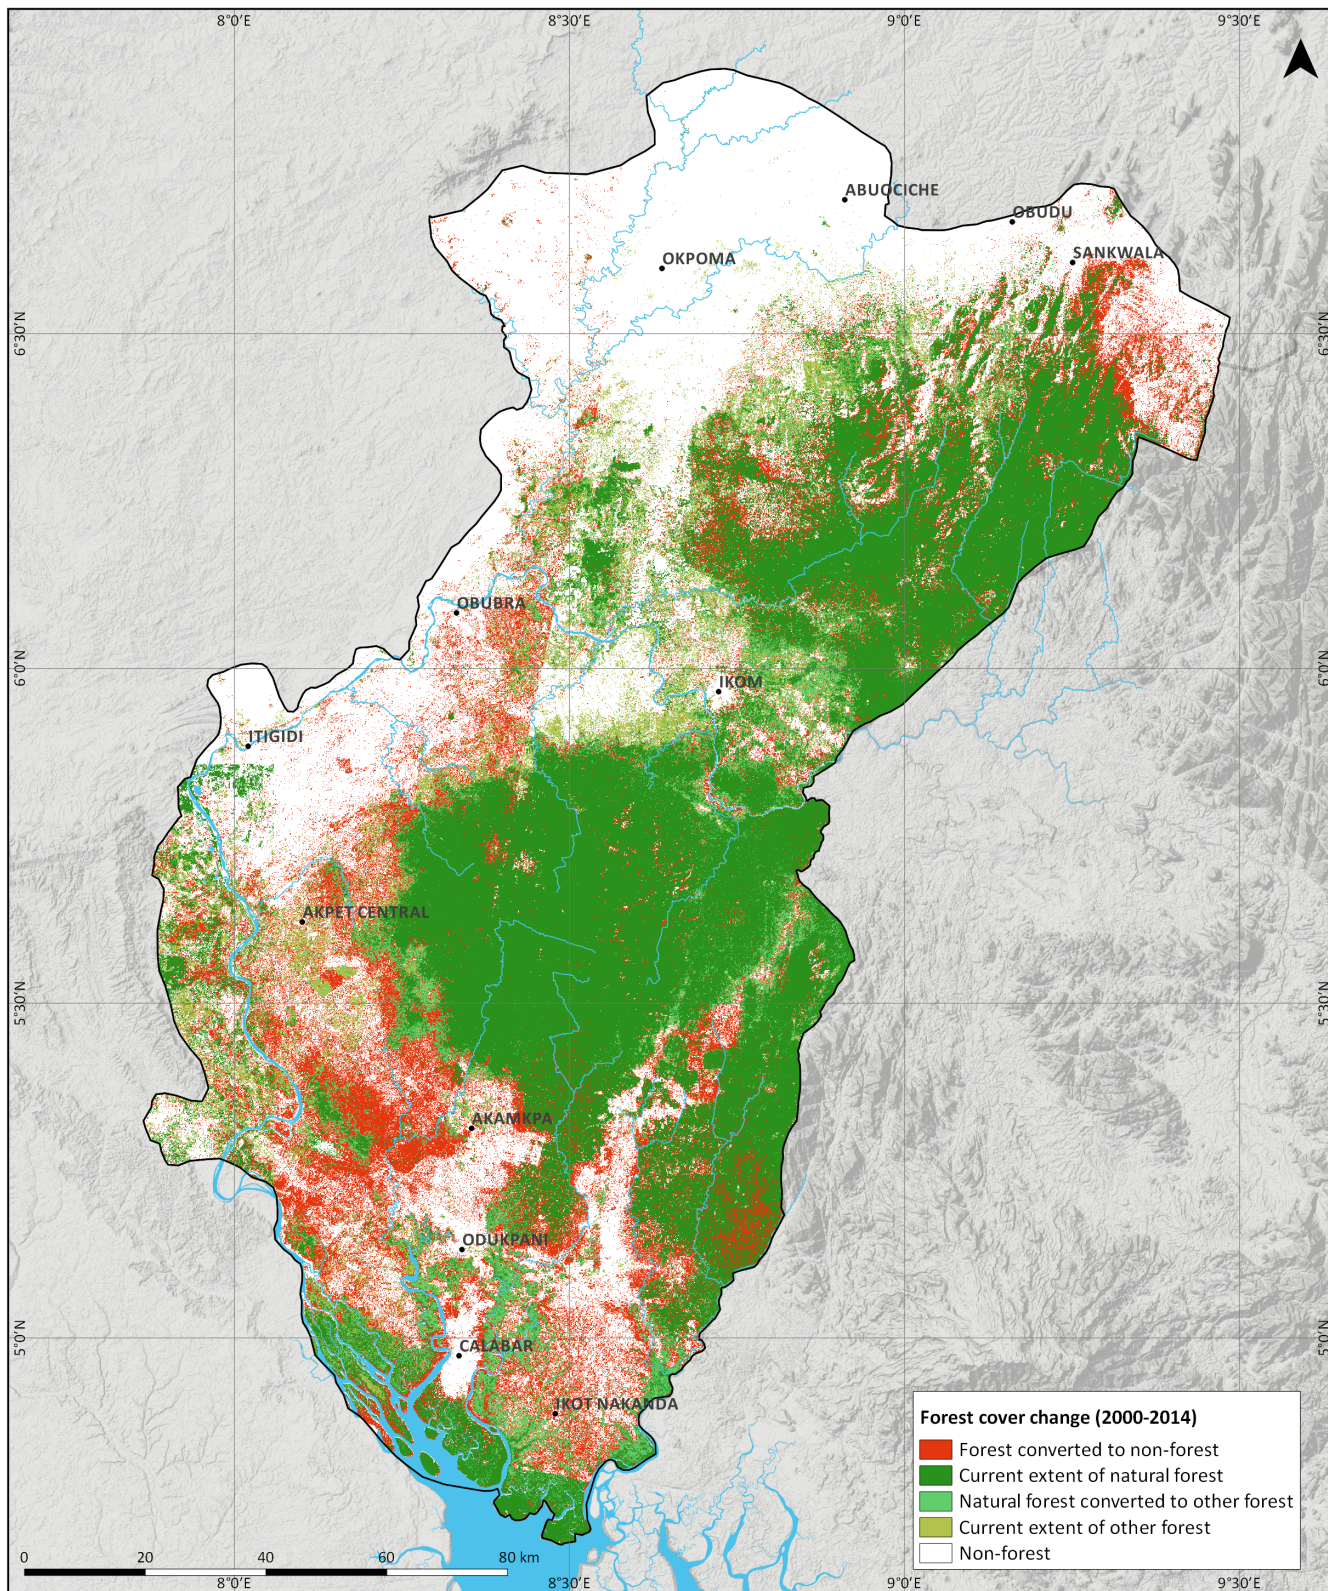 8°0'E
8°30'E
9°0'E
9°30'E
ABUOCICHE
OBUDU
SANKWALA
OKPOMA
6°30'N
6°30'N
OBUBRA
6°0'N
6°0'N
IKOM
ITIGIDI
AKPET CENTRAL
5°30'N
5°30'N
AKAMKPA
ODUKPANI
5°0'N
5°0'N
CALABAR
IKOT NAKANDA
Forest cover change (2000-2014)
Forest converted to non-forest
Current extent of natural forest
Natural forest converted to other forest
Current extent of other forest
Non-forest
0 20 40 60 80 km
8°0'E
8°30'E
9°0'E
9°30'E